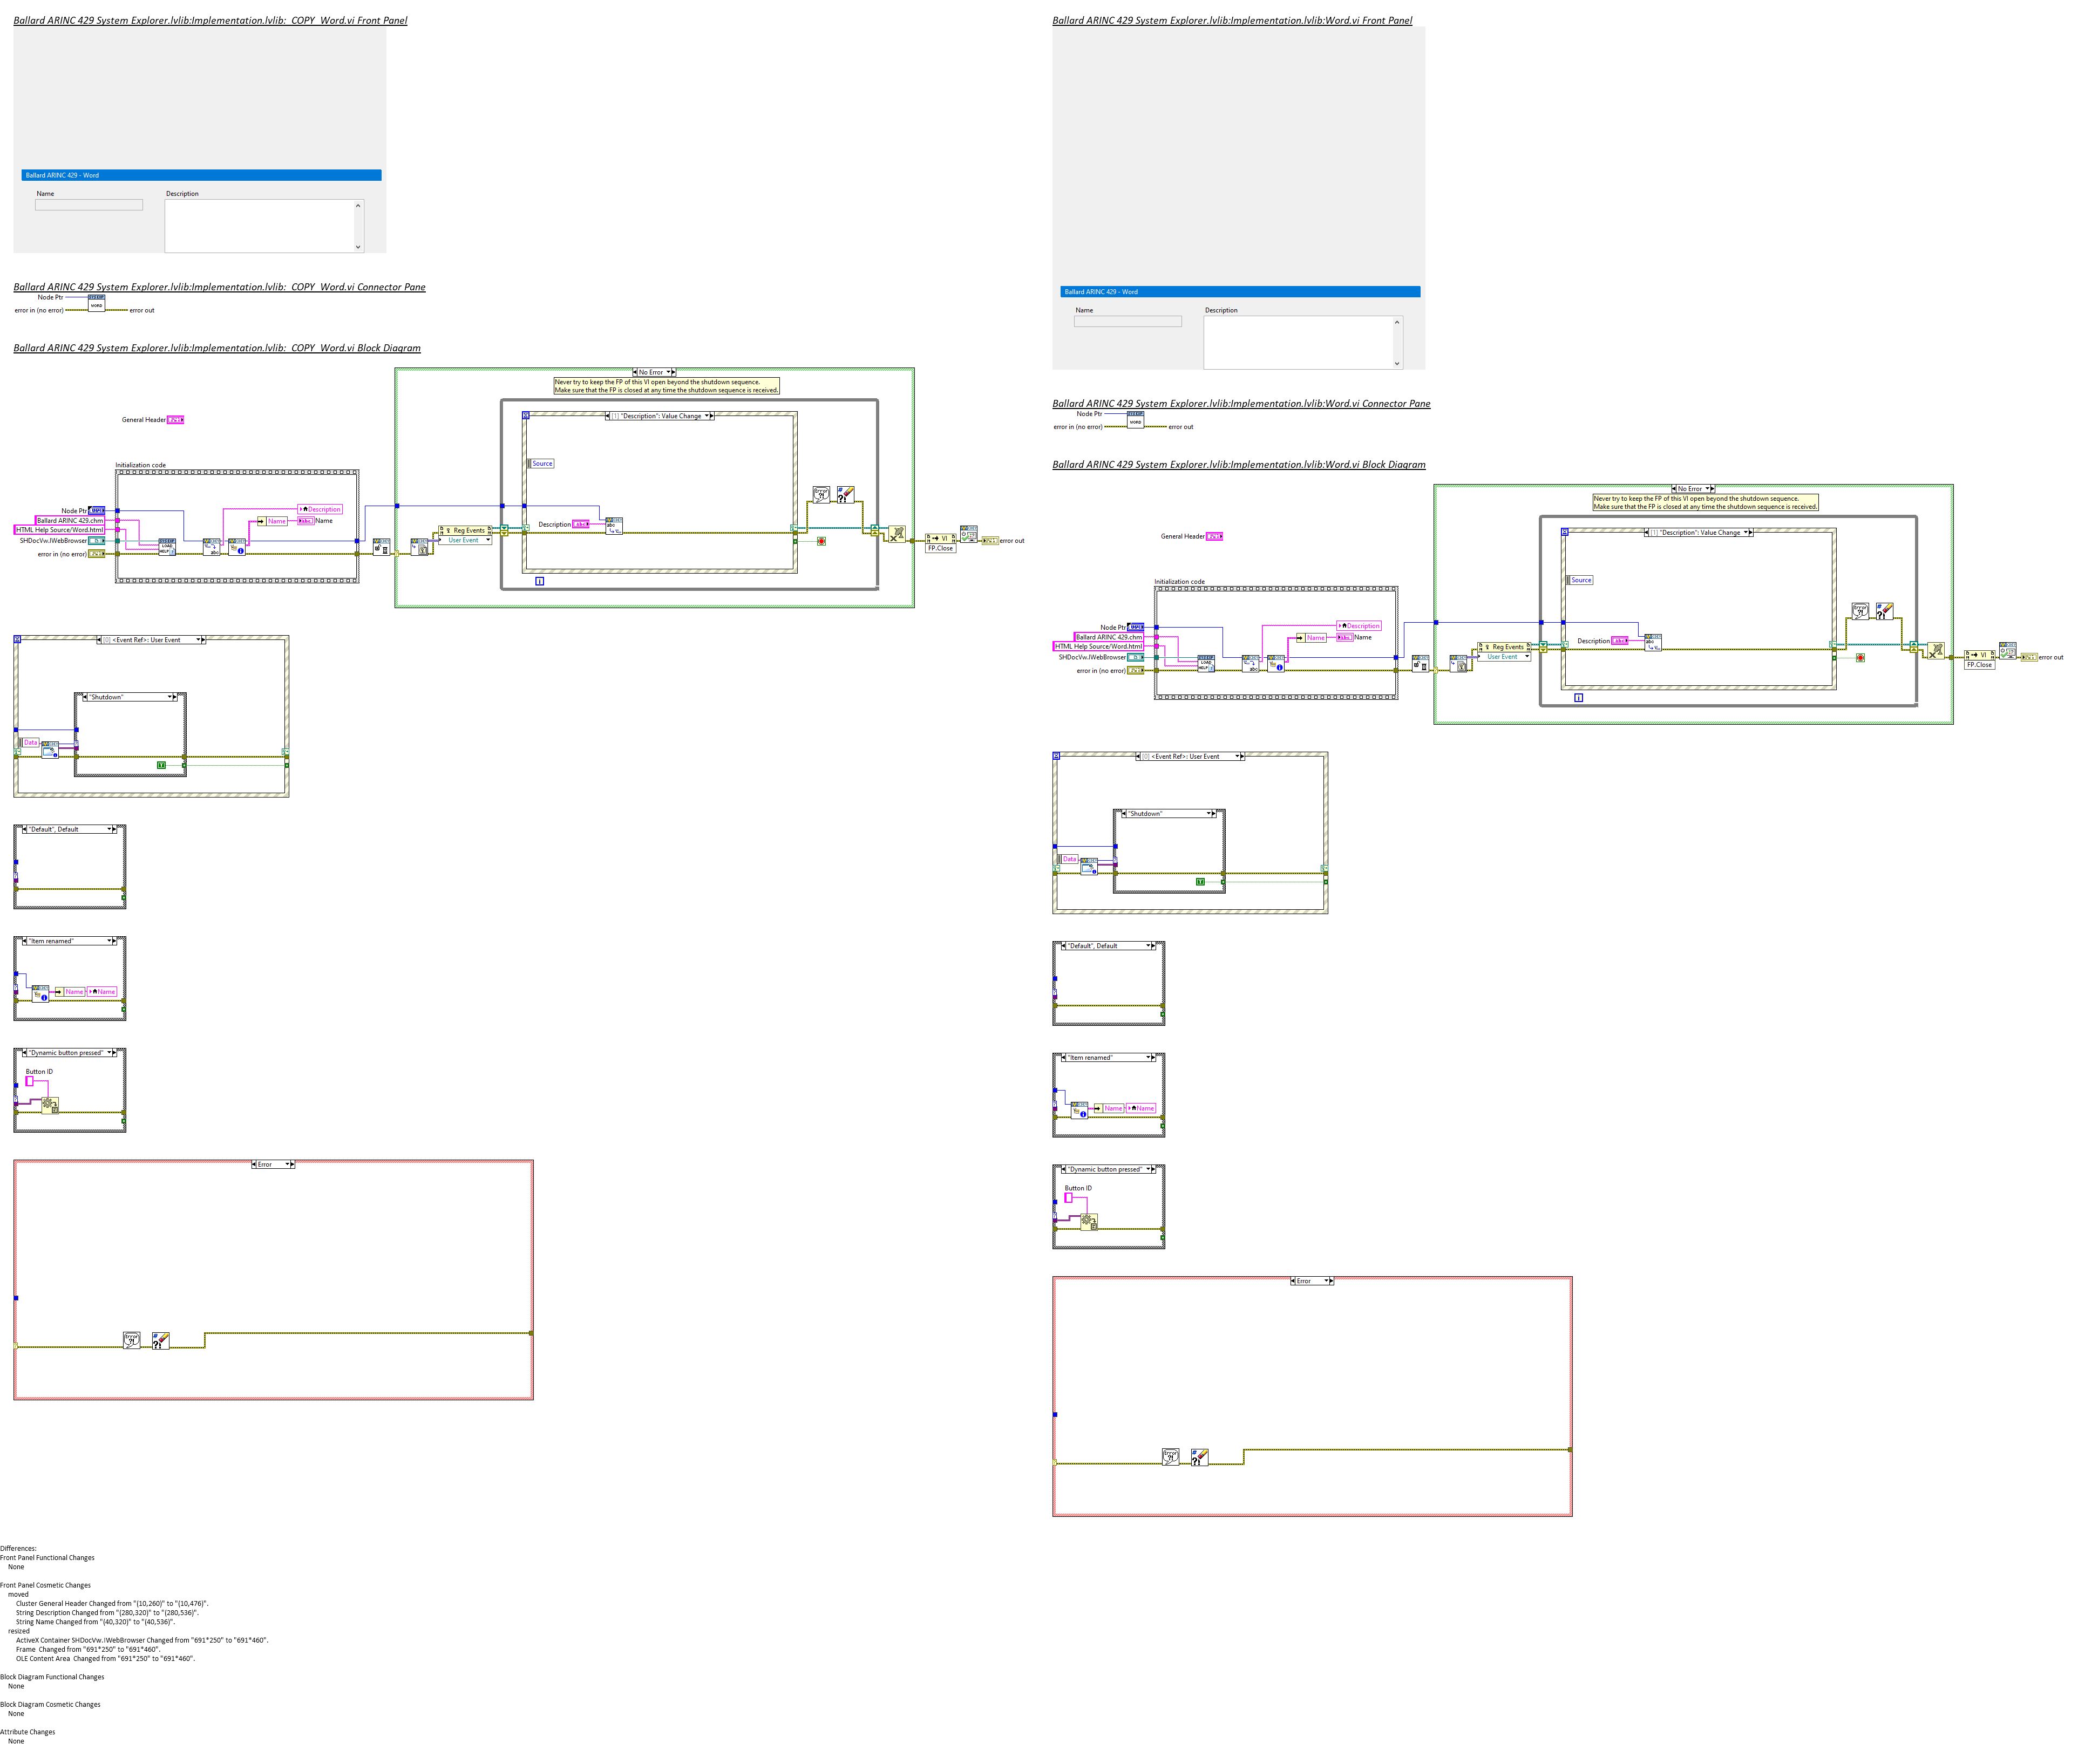 Ballard ARINC 429 System Explorer.lvlib:Implementation.lvlib:_COPY_Word.vi Front Panel
Ballard ARINC 429 - Word
Name
Description
Ballard ARINC 429 System Explorer.lvlib:Implementation.lvlib:_COPY_Word.vi Connector Pane
Node Ptr
WORD
error in (no error)
error out
Ballard ARINC 429 System Explorer.lvlib:Implementation.lvlib:_COPY_Word.vi Block Diagram
No Error
Never try to keep the FP of this VI open beyond the shutdown sequence.
Make sure that the FP is closed at any time the shutdown sequence is received.
[1] "Description": Value Change
General Header
Source
Initialization code
Node Ptr
Description
Ballard ARINC 429.chm
Name
Name
HTML Help Source/Word.html
SHDocVw.IWebBrowser
error in (no error)
Reg Events
User Event
Description
VI
FP.Close
error out
[0] <Event Ref>: User Event
"Shutdown"
Data
"Default", Default
"Item renamed"
Name
Name
"Dynamic button pressed"
Button ID
Error
Ballard ARINC 429 System Explorer.lvlib:Implementation.lvlib:Word.vi Front Panel
Ballard ARINC 429 - Word
Name
Description
Ballard ARINC 429 System Explorer.lvlib:Implementation.lvlib:Word.vi Connector Pane
Node Ptr
WORD
error in (no error)
error out
Ballard ARINC 429 System Explorer.lvlib:Implementation.lvlib:Word.vi Block Diagram
No Error
Never try to keep the FP of this VI open beyond the shutdown sequence.
Make sure that the FP is closed at any time the shutdown sequence is received.
[1] "Description": Value Change
General Header
Source
Initialization code
Node Ptr
Description
Ballard ARINC 429.chm
Name
Name
HTML Help Source/Word.html
SHDocVw.IWebBrowser
error in (no error)
Reg Events
User Event
Description
VI
FP.Close
error out
[0] <Event Ref>: User Event
"Shutdown"
Data
"Default", Default
"Item renamed"
Name
Name
"Dynamic button pressed"
Button ID
Error
Differences:
Front Panel Functional Changes
None
Front Panel Cosmetic Changes
moved
Cluster General Header Changed from "(10,260)" to "(10,476)".
String Description Changed from "(280,320)" to "(280,536)".
String Name Changed from "(40,320)" to "(40,536)".
resized
ActiveX Container SHDocVw.IWebBrowser Changed from "691*250" to "691*460".
Frame  Changed from "691*250" to "691*460".
OLE Content Area  Changed from "691*250" to "691*460".
Block Diagram Functional Changes
None
Block Diagram Cosmetic Changes
None
Attribute Changes
None